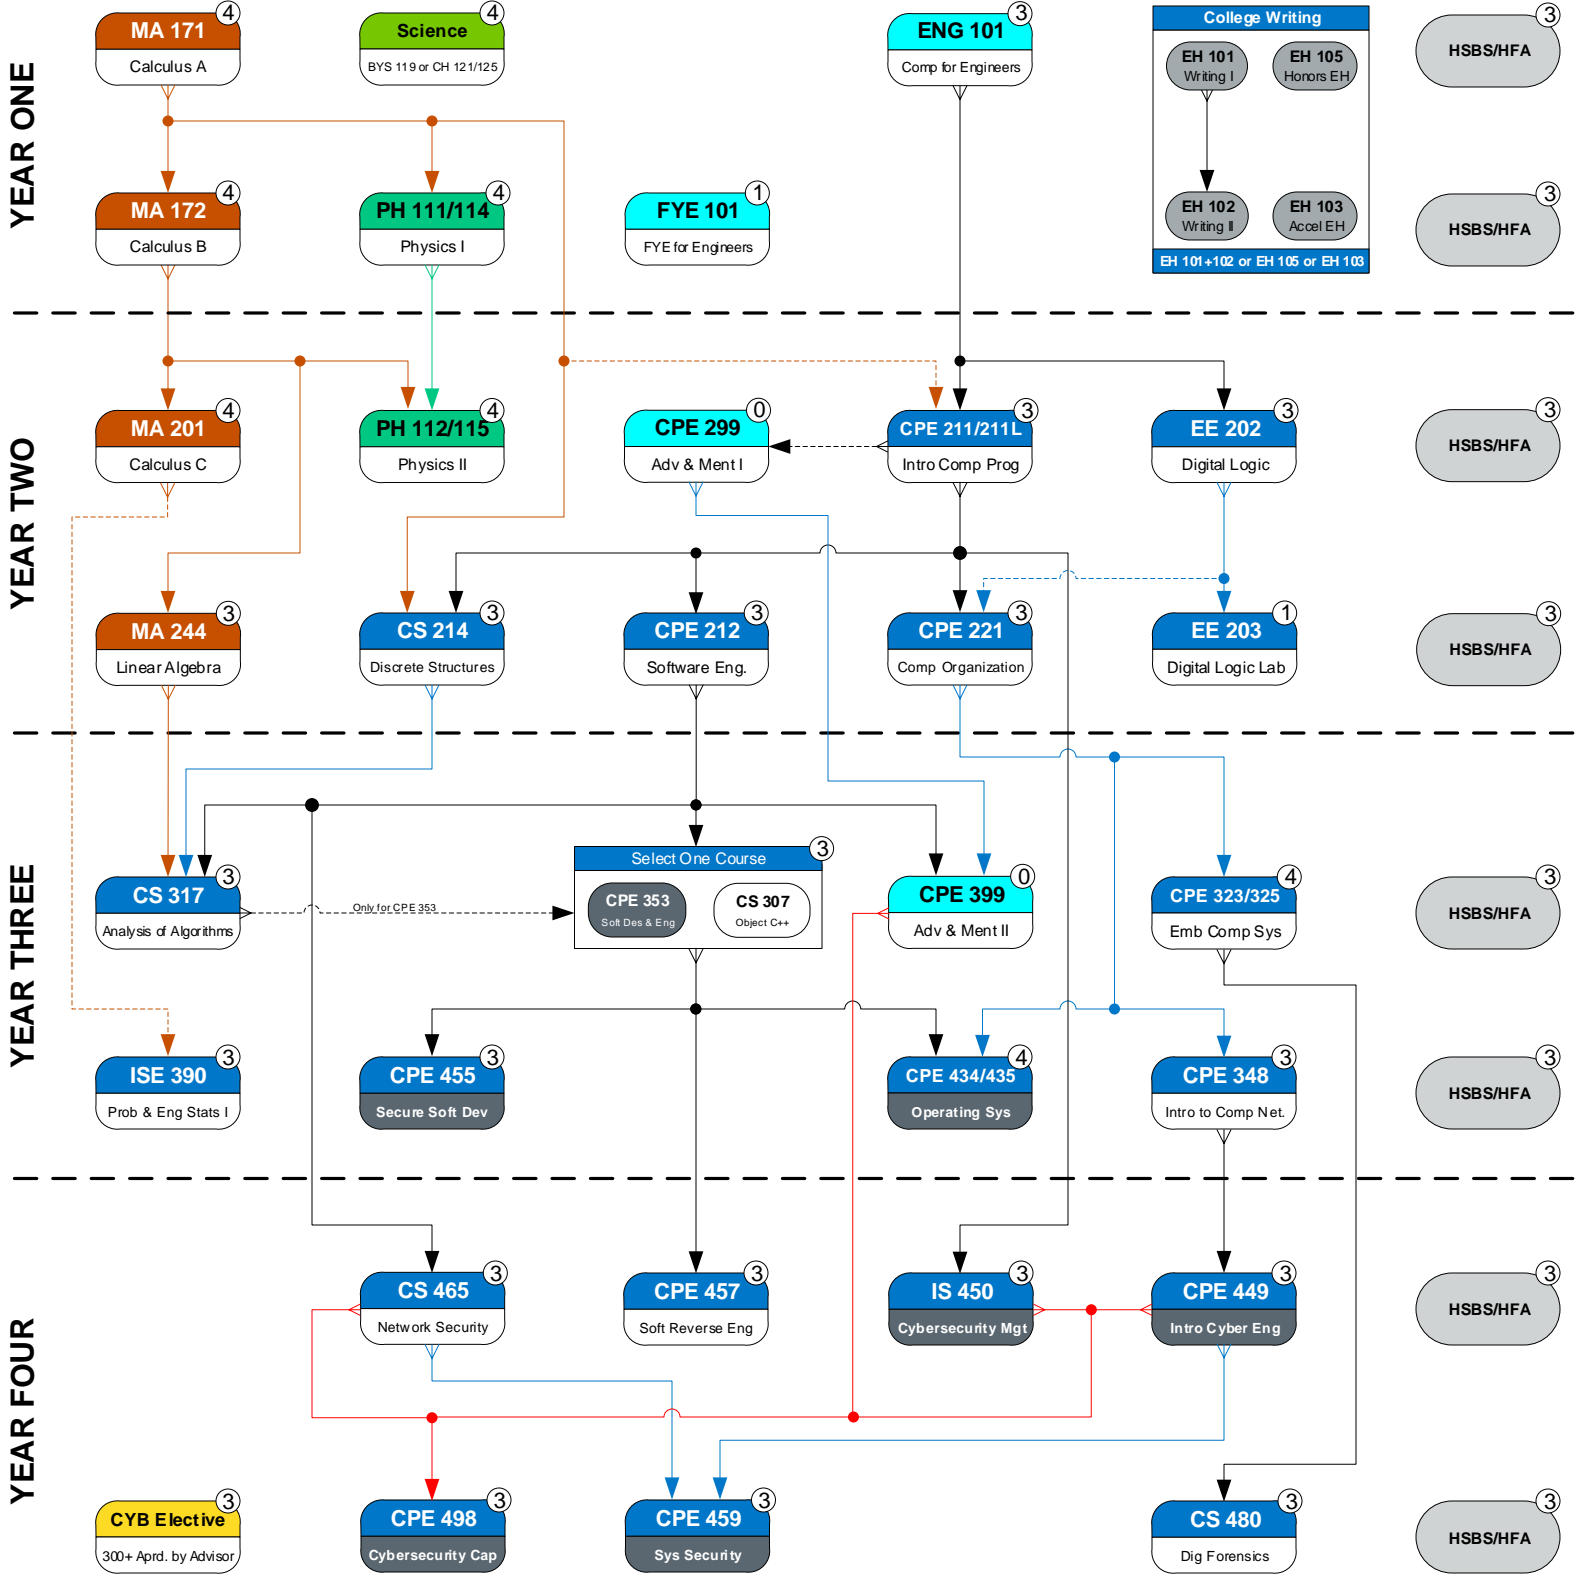 YEAR ONE
4
MA 171
Calculus A
4
Science
BYS 119 or CH 121/125
3
ENG 101
Comp for Engineers
College Writing
EH 101
Writing I
EH 105
Honors EH
EH 102
Writing II
EH 103
Accel EH
EH 101+102 or EH 105 or EH 103
3
HSBS/HFA
4
MA 172
Calculus B
4
PH 111/114
Physics I
1
FYE 101
FYE for Engineers
3
HSBS/HFA
YEAR TWO
4
MA 201
Calculus C
4
PH 112/115
Physics II
0
CPE 299
Adv & Ment I
3
CPE 211/211L
Intro Comp Prog
3
EE 202
Digital Logic
3
HSBS/HFA
3
MA 244
Linear Algebra
3
CS 214
Discrete Structures
3
CPE 212
Software Eng.
3
CPE 221
Comp Organization
1
EE 203
Digital Logic Lab
3
HSBS/HFA
YEAR THREE
3
CS 317
Analysis of Algorithms
Only for CPE 353
3
Select One Course
CPE 353
Soft Des & Eng
CS 307
Object C++
0
CPE 399
Adv & Ment II
4
CPE 323/325
Emb Comp Sys
3
HSBS/HFA
3
ISE 390
Prob & Eng Stats I
3
CPE 455
Secure Soft Dev
4
CPE 434/435
Operating Sys
3
CPE 348
Intro to Comp Net.
3
HSBS/HFA
YEAR FOUR
3
CS 465
Network Security
3
CPE 457
Soft Reverse Eng
3
IS 450
Cybersecurity Mgt
3
CPE 449
Intro Cyber Eng
3
HSBS/HFA
3
CYB Elective
300+ Aprd. by Advisor
3
CPE 498
Cybersecurity Cap
3
CPE 459
Sys Security
3
CS 480
Dig Forensics
3
HSBS/HFA